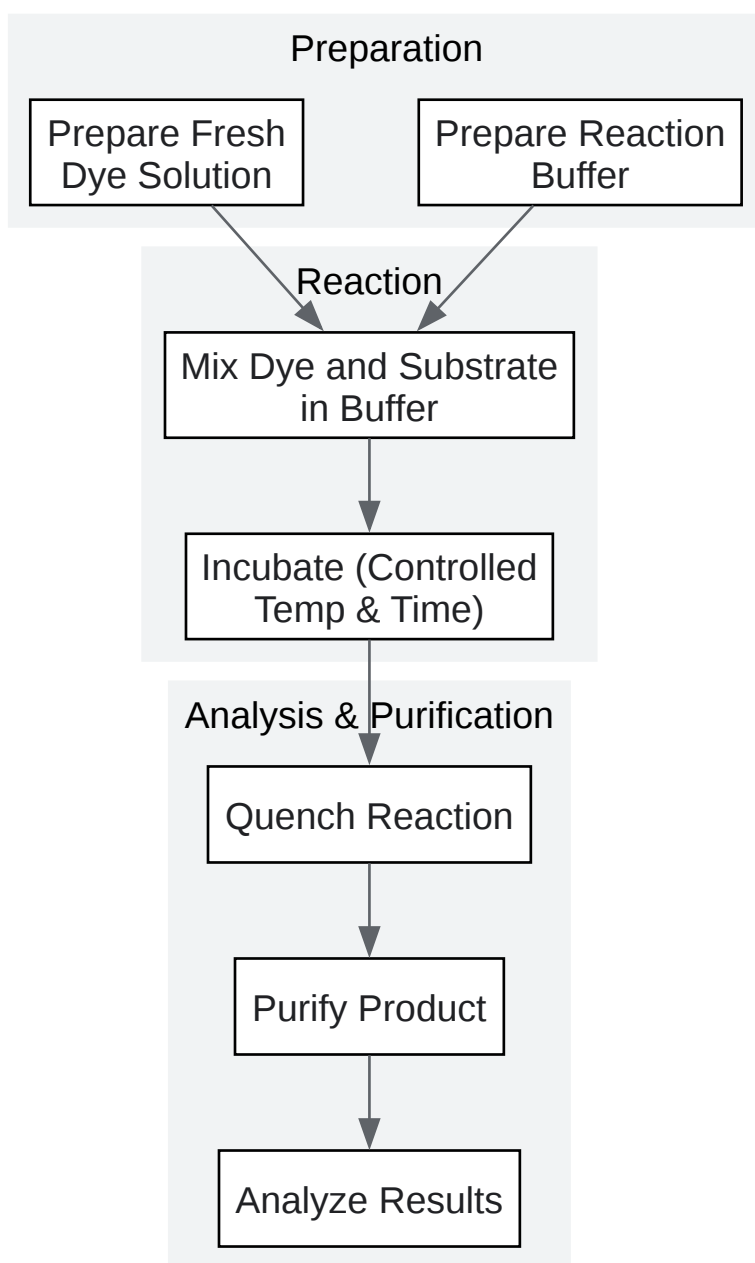 Preparation
Prepare Fresh
Dye Solution
Prepare Reaction
Buffer
Reaction
Mix Dye and Substrate
in Buffer
Incubate (Controlled
Temp & Time)
Analysis & Purification
Quench Reaction
Purify Product
Analyze Results